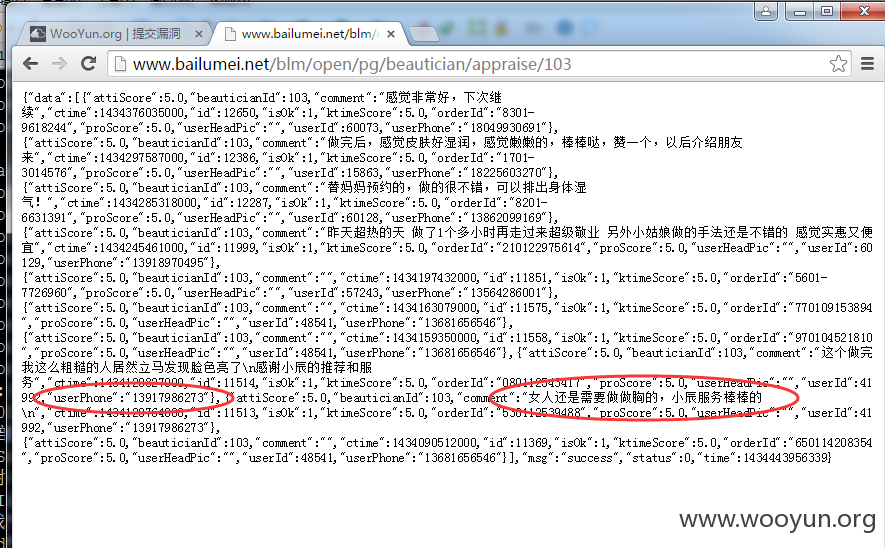 WooYun.org | 提交漏洞
www.bailumei.net/blm/
www.bailumei.net/blm/open/pg/beautician/appraise/103
{"data":[{"attiScore":5.0,"beauticianId":103,"comment":"感觉非常好，下次继
续","ctime":1434376035000,"id":12650,"isOk":1,"ktimeScore":5.0,"orderId":"8301-
9618244","proScore":5.0,"userHeadPic":"","userId":60073,"userPhone":"18049930691"},
{"attiScore":5.0,"beauticianId":103,"comment":"做完后，感觉皮肤好湿润，感觉嫩嫩的，棒棒哒，赞一个，以后介绍朋友
来","ctime":1434297587000,"id":12386,"isOk":1,"ktimeScore":5.0,"orderId":"1701-
3014576","proScore":5.0,"userHeadPic":"","userId":15863,"userPhone":"18225603270"},
{"attiScore":5.0,"beauticianId":103,"comment":"替妈妈预约的，做的很不错，可以排出身体湿
气！","ctime":1434285318000,"id":12287,"isOk":1,"ktimeScore":5.0,"orderId":"8201-
6631391","proScore":5.0,"userHeadPic":"","userId":60128,"userPhone":"13862099169"},
{"attiScore":5.0,"beauticianId":103,"comment":"昨天超热的天 做了1个多小时再走过来超级敬业 另外小姑娘做的手法还是不错的 感觉实惠又便
宜","ctime":1434245461000,"id":11999,"isOk":1,"ktimeScore":5.0,"orderId":"210122975614","proScore":5.0,"userHeadPic":"","userId":60
129,"userPhone":"13918970495"},
{"attiScore":5.0,"beauticianId":103,"comment":"","ctime":1434197432000,"id":11851,"isOk":1,"ktimeScore":5.0,"orderId":"5601-
7726960","proScore":5.0,"userHeadPic":"","userId":57243,"userPhone":"13564286001"},
{"attiScore":5.0,"beauticianId":103,"comment":"","ctime":1434163079000,"id":11575,"isOk":1,"ktimeScore":5.0,"orderId":"770109153894
","proScore":5.0,"userHeadPic":"","userId":48541,"userPhone":"13681656546"},
{"attiScore":5.0,"beauticianId":103,"comment":"","ctime":1434159350000,"id":11558,"isOk":1,"ktimeScore":5.0,"orderId":"970104521810
","proScore":5.0,"userHeadPic":"","userId":48541,"userPhone":"13681656546"},{"attiScore":5.0,"beauticianId":103,"comment":"这个做完
我这么粗糙的人居然立马发现脸色亮了\n感谢小辰的推荐和服
务","ctime":1434128827000,"id":11514,"isOk":1,"ktimeScore":5.0,"orderId":"080112543417","proScore":5.0,"userHeadPic":"","userId":41
992,"userPhone":"13917986273"},{"attiScore":5.0,"beauticianId":103,"comment":"女人还是需要做做胸的，小辰服务棒棒的
\n","ctime":1434128764000,"id":11513,"isOk":1,"ktimeScore":5.0,"orderId":"530112539488","proScore":5.0,"userHeadPic":"","userId":41
992,"userPhone":"13917986273"},
{"attiScore":5.0,"beauticianId":103,"comment":"","ctime":1434090512000,"id":11369,"isOk":1,"ktimeScore":5.0,"orderId":"650114208354
","proScore":5.0,"userHeadPic":"","userId":48541,"userPhone":"13681656546"}],"msg":"success","status":0,"time":1434443956339}
www.wooyun.org